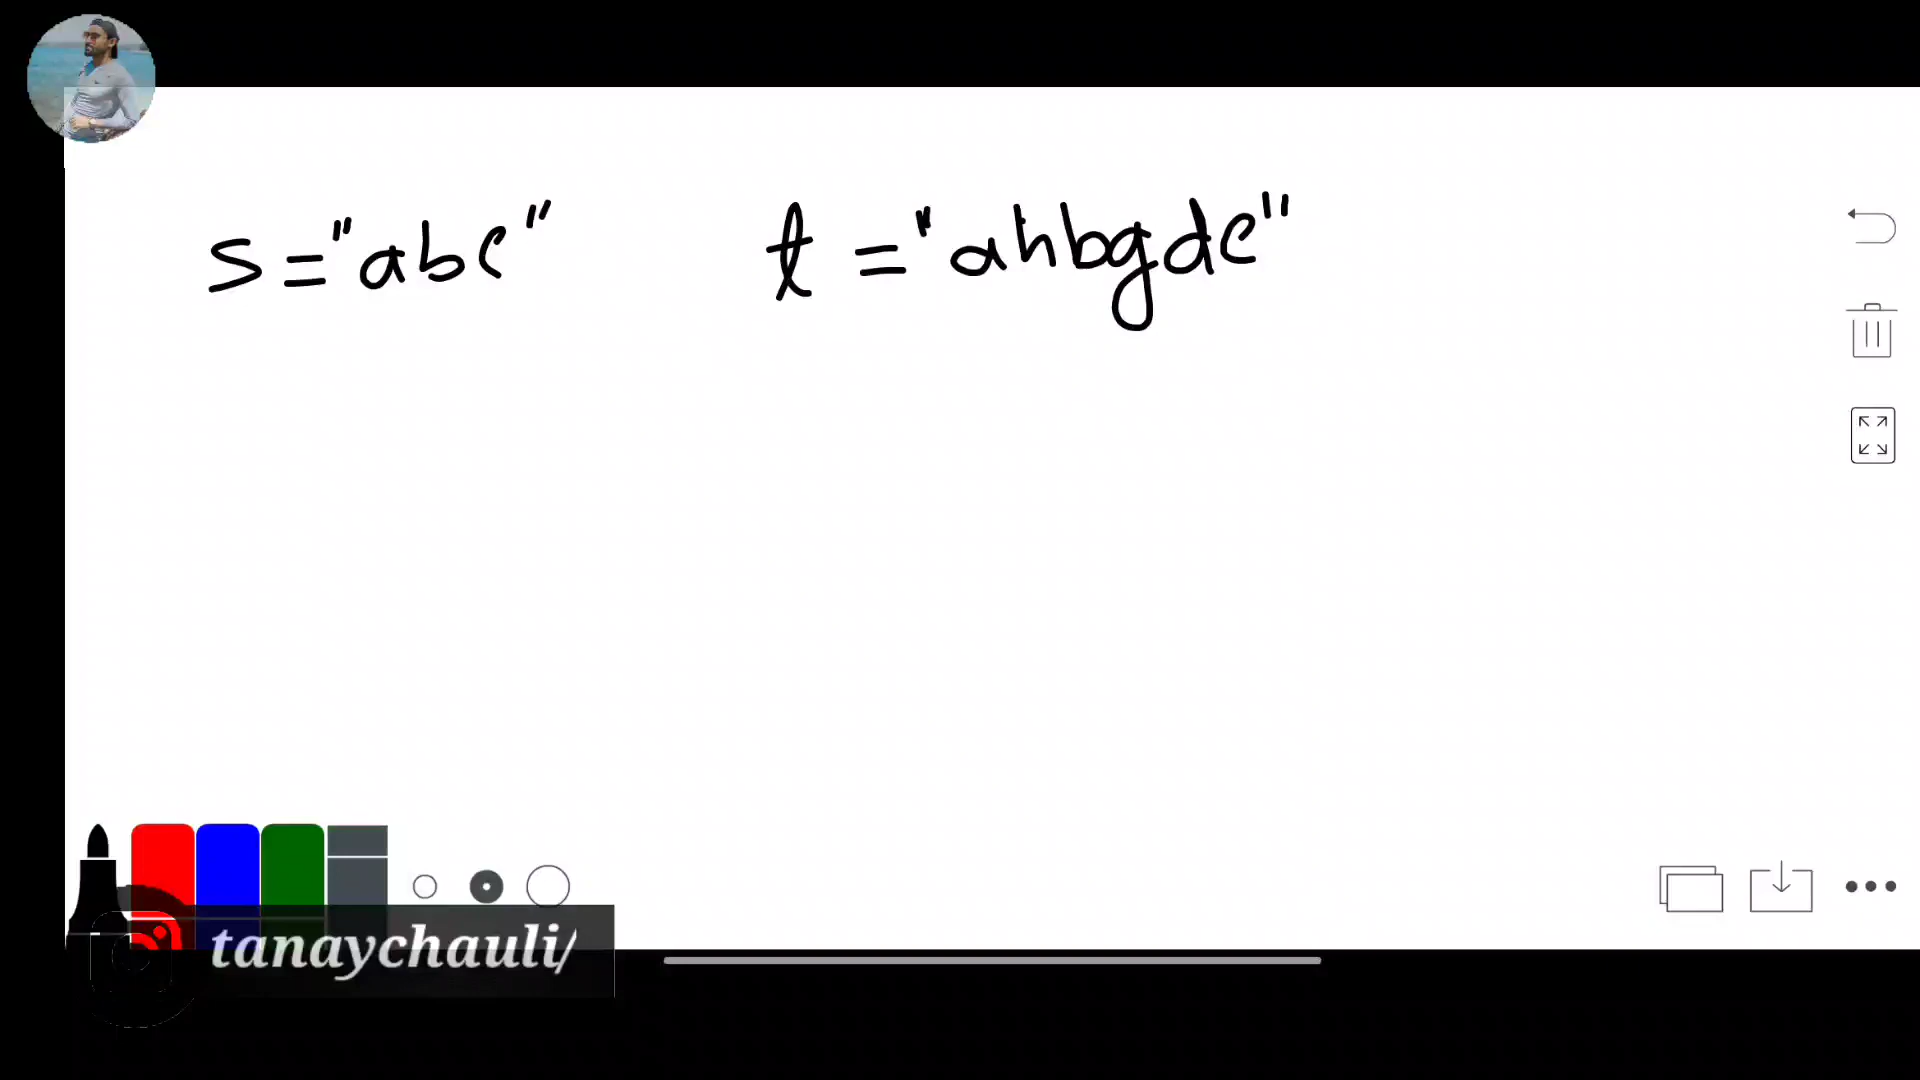 s = "abc" t = "ahbgdc"
tanaychauli/